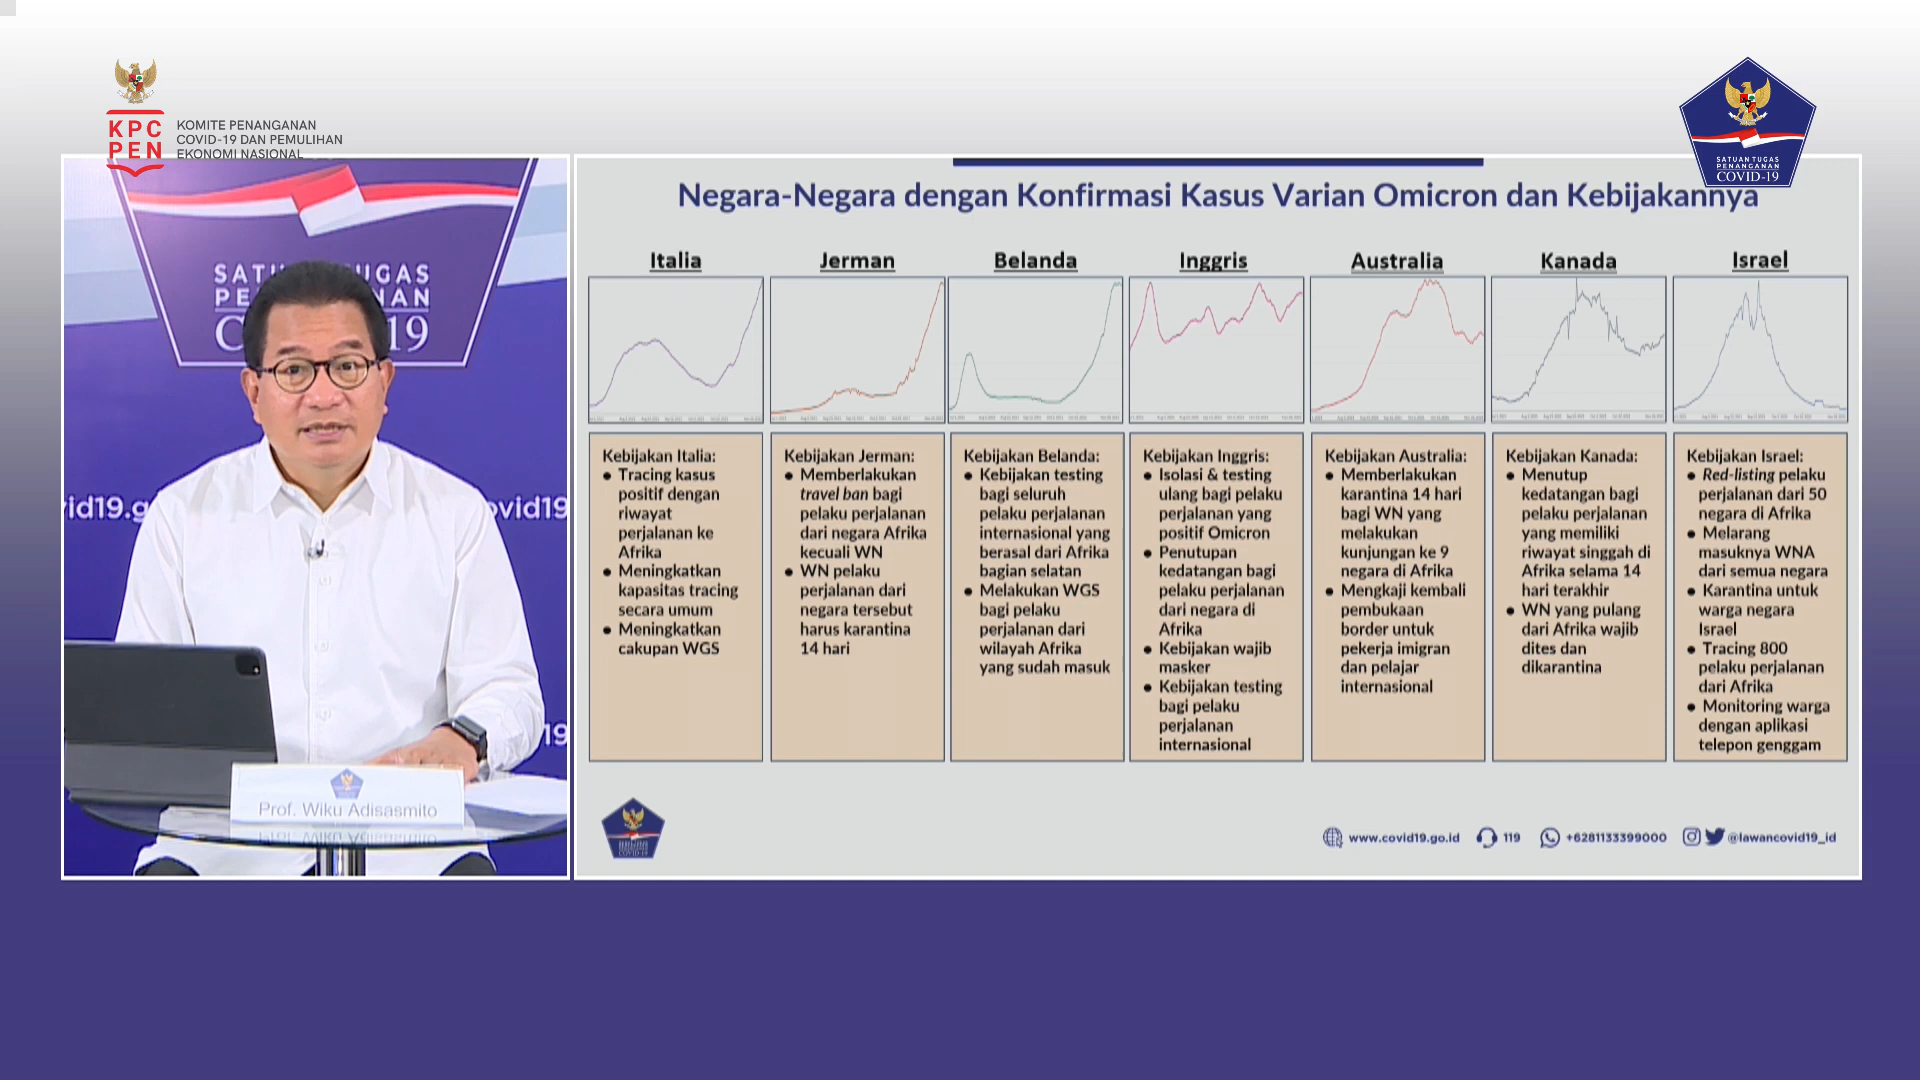 KPC
PEN
KOMITE PENANGANAN
COVID-19 DAN PEMULIHAN
EKONOMI NASIONAL
SATUAN TUGAS
PENANGANAN
COVID-19
Negara-Negara dengan Konfirmasi Kasus Varian Omicron dan Kebijakannya
Italia
Jerman
Belanda
Inggris
Australia
Kanada
Israel
Kebijakan Italia:
● Tracing kasus
positif dengan
riwayat
perjalanan ke
Afrika
● Meningkatkan
kapasitas tracing
secara umum
● Meningkatkan
cakupan WGS
Kebijakan Jerman:
● Memberlakukan
travel ban bagi
pelaku perjalanan
dari negara Afrika
kecuali WN
● WN pelaku
perjalanan dari
negara tersebut
harus karantina
14 hari
Kebijakan Belanda:
● Kebijakan testing
bagi seluruh
pelaku perjalanan
internasional yang
berasal dari Afrika
bagian selatan
● Melakukan WGS
bagi pelaku
perjalanan dari
wilayah Afrika
yang sudah masuk
Kebijakan Inggris:
● Isolasi & testing
ulang bagi pelaku
perjalanan yang
positif Omicron
● Penutupan
kedatangan bagi
pelaku perjalanan
dari negara di
Afrika
● Kebijakan wajib
masker
● Kebijakan testing
bagi pelaku
perjalanan
internasional
Kebijakan Australia:
● Memberlakukan
karantina 14 hari
bagi WN yang
melakukan
kunjungan ke 9
negara di Afrika
● Mengkaji kembali
pembukaan
border untuk
pekerja imigran
dan pelajar
internasional
Kebijakan Kanada:
● Menutup
kedatangan bagi
pelaku perjalanan
yang memiliki
riwayat singgah di
Afrika selama 14
hari terakhir
● WN yang pulang
dari Afrika wajib
dites dan
dikarantina
Kebijakan Israel:
● Red-listing pelaku
perjalanan dari 50
negara di Afrika
● Melarang
masuknya WNA
dari semua negara
● Karantina untuk
warga negara
Israel
● Tracing 800
pelaku perjalanan
dari Afrika
● Monitoring warga
dengan aplikasi
telepon genggam
Prof. Wiku Adisasmito
www.covid19.go.id
119
+6281133399000
@lawancovid19_id